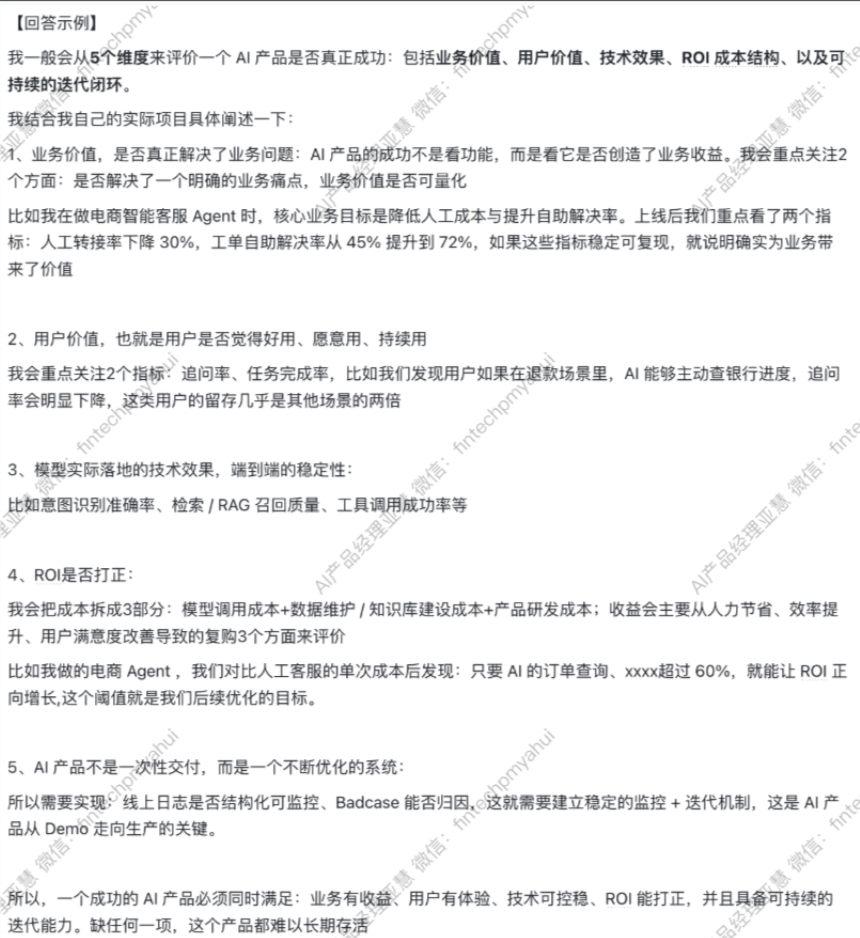 【回答示例】
我一般会从5个维度来评价一个 AI 产品是否真正成功：包括业务价值、用户价值、技术效果、ROI 成本结构、以及可
持续的迭代闭环。
我结合我自己的实际项目具体阐述一下：
1、业务价值，是否真正解决了业务问题：AI 产品的成功不是看功能，而是看它是否创造了业务收益。我会重点关注2
个方面：是否解决了一个明确的业务痛点，业务价值是否可量化
比如我在做电商智能客服 Agent 时，核心业务目标是降低人工成本与提升自助解决率。上线后我们重点看了两个指
标：人工转接率下降 30%，工单自助解决率从 45% 提升到 72%，如果这些指标稳定可复现，就说明确实为业务带
来了价值
2、用户价值，也就是用户是否觉得好用、愿意用、持续用
我会重点关注2个指标：追问率、任务完成率，比如我们发现用户如果在退款场景里，AI 能够主动查银行进度，追问
率会明显下降，这类用户的留存几乎是其他场景的两倍
3、模型实际落地的技术效果，端到端的稳定性：
比如意图识别准确率、检索 / RAG 召回质量、工具调用成功率等
4、ROI是否打正：
我会把成本拆成3部分：模型调用成本+数据维护 / 知识库建设成本+产品研发成本；收益会主要从人力节省、效率提
升、用户满意度改善导致的复购3个方面来评价
比如我做的电商 Agent ，我们对比人工客服的单次成本后发现：只要 AI 的订单查询、xxxx超过 60%，就能让 ROI 正
向增长,这个阈值就是我们后续优化的目标。
5、AI 产品不是一次性交付，而是一个不断优化的系统：
所以需要实现：线上日志是否结构化可监控、Badcase 能否归因，这就需要建立稳定的监控 + 迭代机制，这是 AI 产
品从 Demo 走向生产的关键。
所以，一个成功的 AI 产品必须同时满足：业务有收益、用户有体验、技术可控稳、ROI 能打正，并且具备可持续的
迭代能力。缺任何一项，这个产品都难以长期存活
AI产品经理亚慧 微信：fintechpmyahui